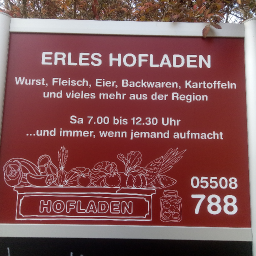 ERLES HOFLADEN
Wurst, Fleisch, Eier, Backwaren, Kartoffeln
und vieles mehr aus der Region
Sa 7.00 bis 12.30 Uhr
...und immer, wenn jemand aufmacht
HOFLADEN
05508
788